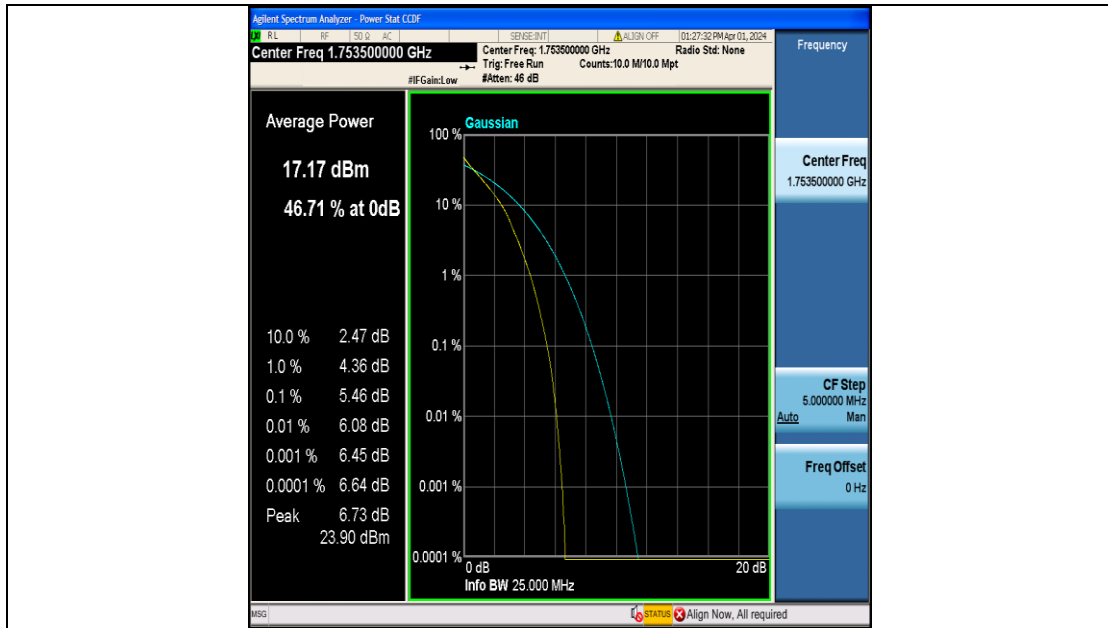 Agilent Spectrum Analyzer - Power Stat CCDF
RL RF 50 Ω AC SENSE:INT ALIGN OFF 01:27:32 PM Apr 01, 2024
Center Freq 1.753500000 GHz
Center Freq: 1.753500000 GHz Radio Std: None
Trig: Free Run Counts:10.0 M/10.0 Mpt
#IFGain:Low #Atten: 46 dB
Frequency
Average Power
17.17 dBm
46.71 % at 0dB
10.0 % 2.47 dB
1.0 % 4.36 dB
0.1 % 5.46 dB
0.01 % 6.08 dB
0.001 % 6.45 dB
0.0001 % 6.64 dB
Peak 6.73 dB
23.90 dBm
Gaussian
100 %
10 %
1 %
0.1 %
0.01 %
0.001 %
0.0001 %
0 dB 20 dB
Info BW 25.000 MHz
Center Freq
1.753500000 GHz
CF Step
5.000000 MHz
Auto Man
Freq Offset
0 Hz
MSG STATUS Align Now, All required